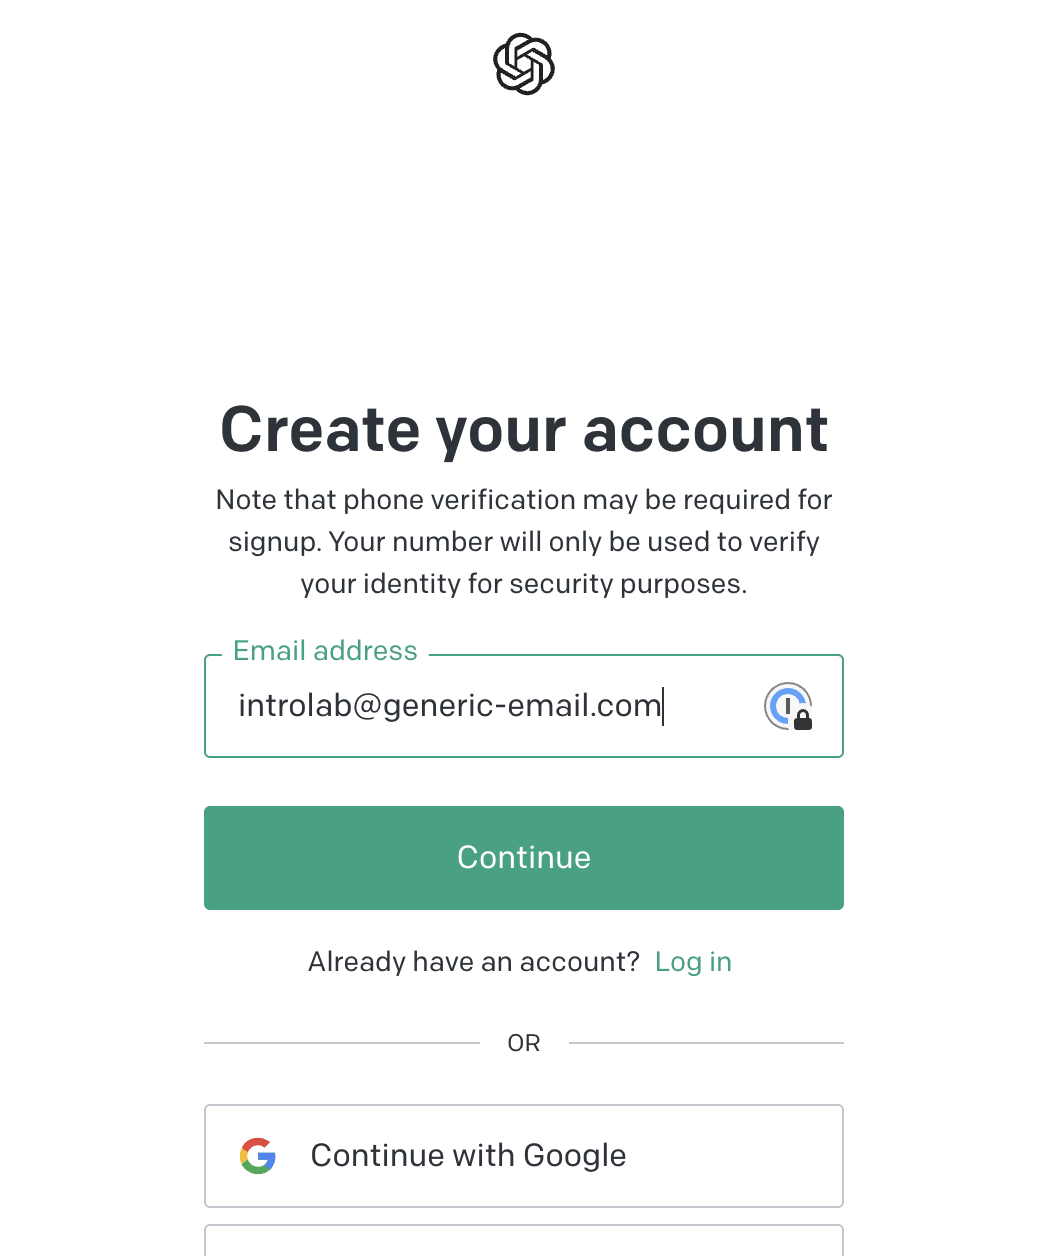 Create your account
Note that phone verification may be required for
signup. Your number will only be used to verify
your identity for security purposes.
Email address
introlab@generic-email.com
Continue
Already have an account? Log in
OR
Continue with Google